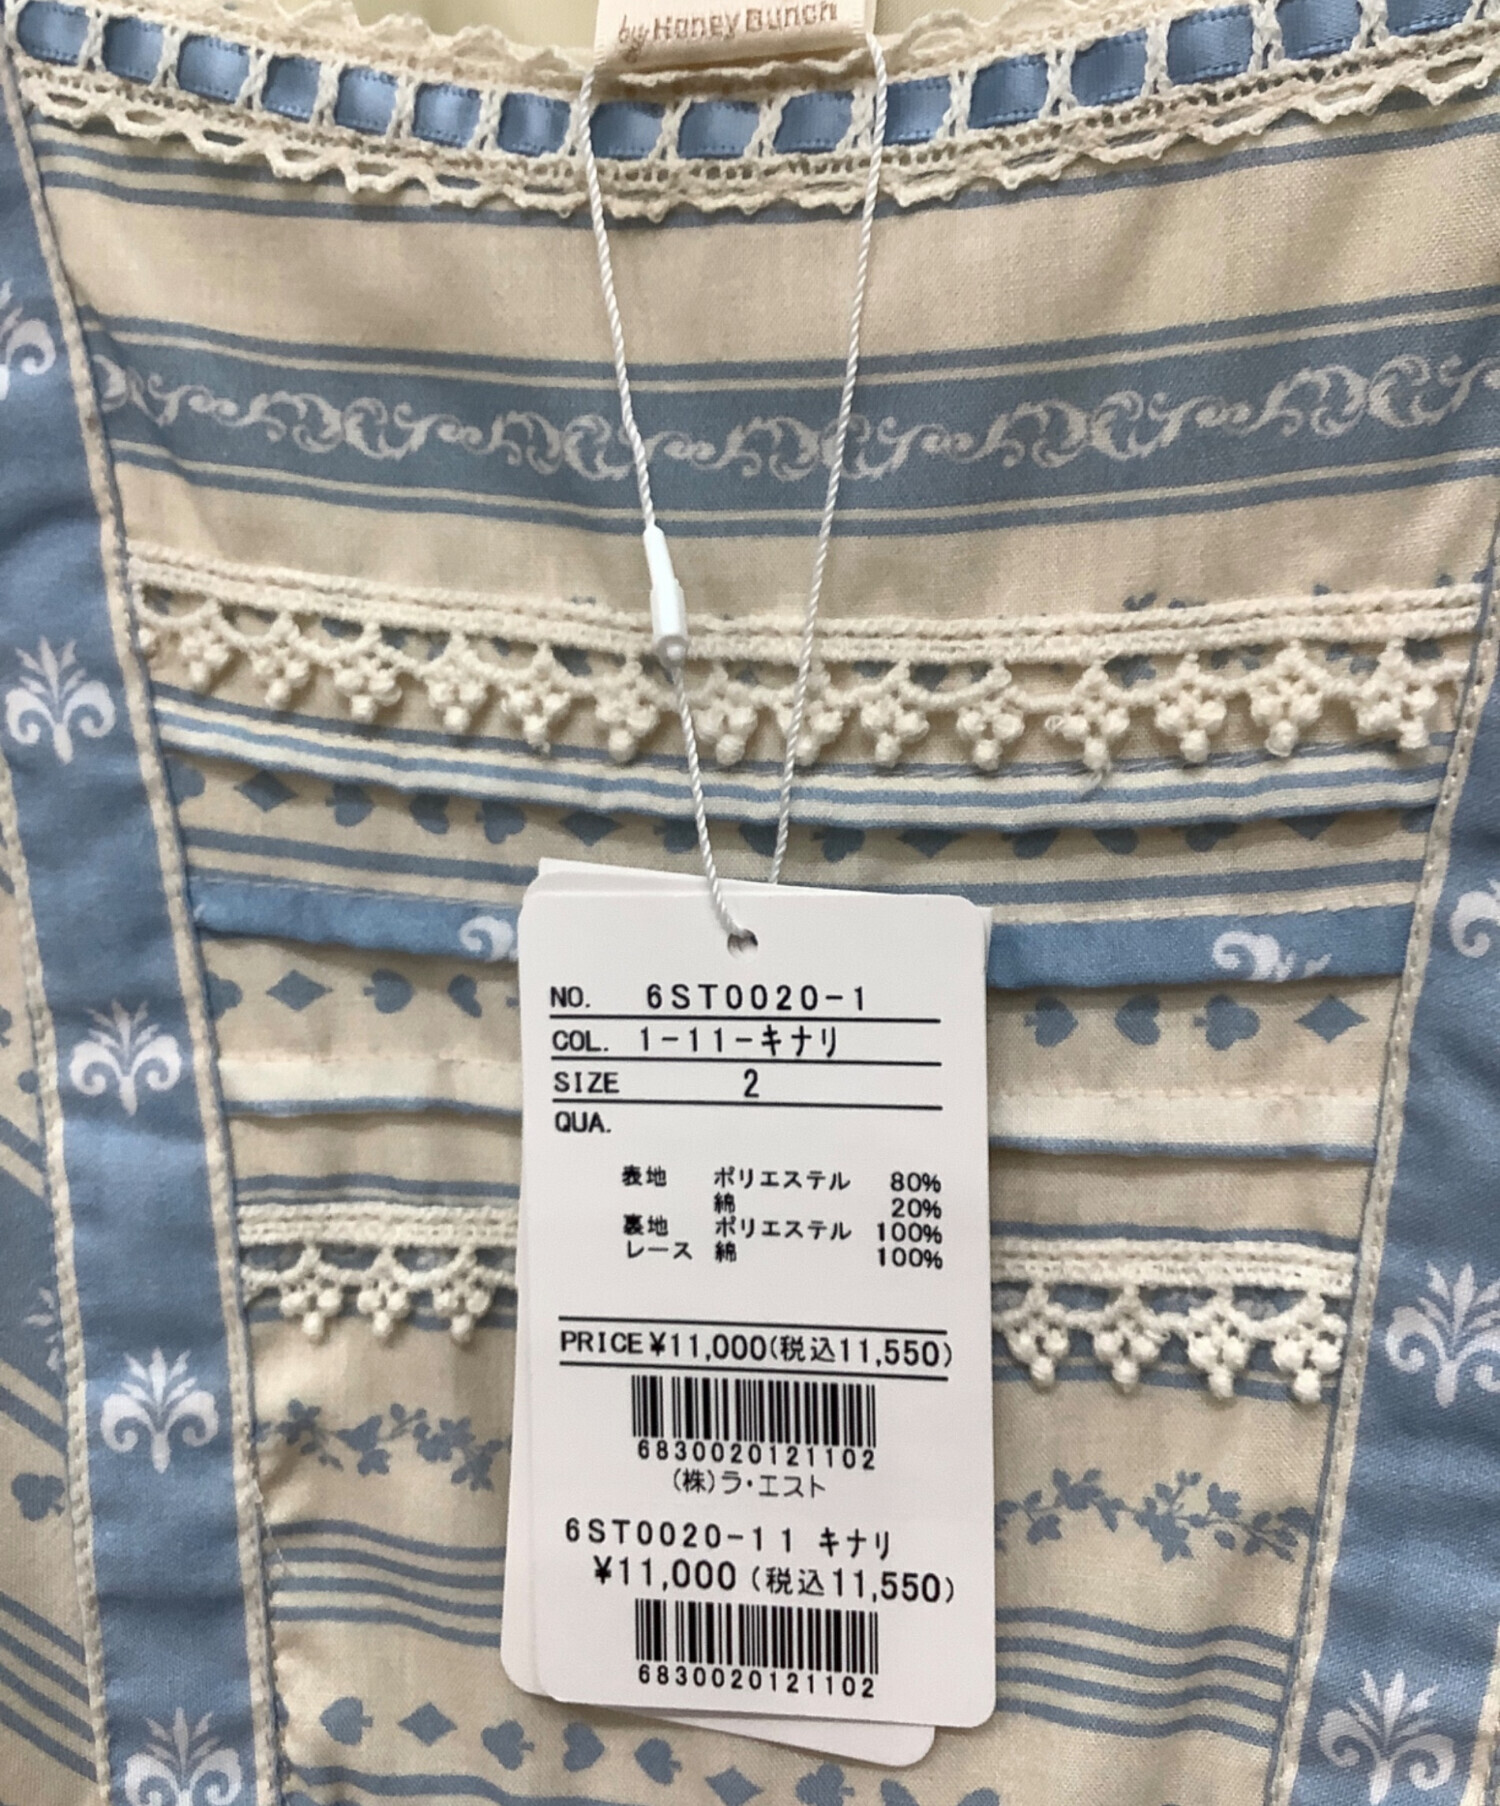 by Honey Bunch
NO. 6ST0020-1
COL. 1-11-キナリ
SIZE 2
QUA.
表地 ポリエステル 80%
綿 20%
裏地 ポリエステル 100%
レース 綿 100%
PRICE ¥11,000(税込11,550)
6830020121102
(株)ラ・エスト
6ST0020-11 キナリ
¥11,000(税込11,550)
6830020121102